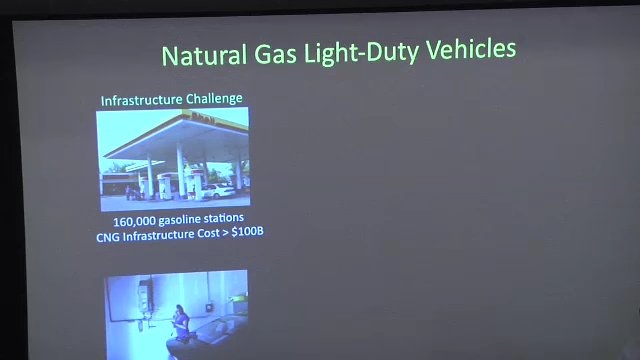 Natural Gas Light-Duty Vehicles
Infrastructure Challenge
160,000 gasoline stations
CNG Infrastructure Cost > $100B